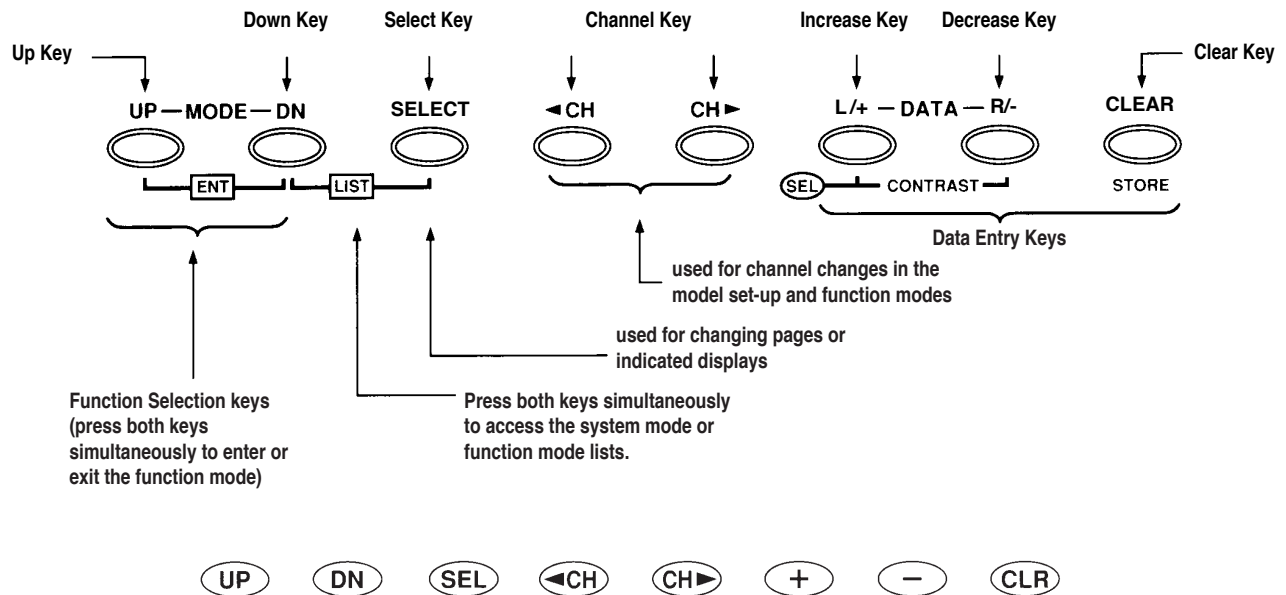 Down Key Select Key Channel Key Increase Key Decrease Key
Up Key Clear Key
UP — MODE — DN SELECT ◄CH CH► L/+ — DATA — R/- CLEAR
ENT LIST SEL CONTRAST STORE
Data Entry Keys
used for channel changes in the
model set-up and function modes
used for changing pages or
indicated displays
Function Selection keys
(press both keys
simultaneously to enter or
exit the function mode)
Press both keys simultaneously
to access the system mode or
function mode lists.
UP DN SEL ◄CH CH► + − CLR